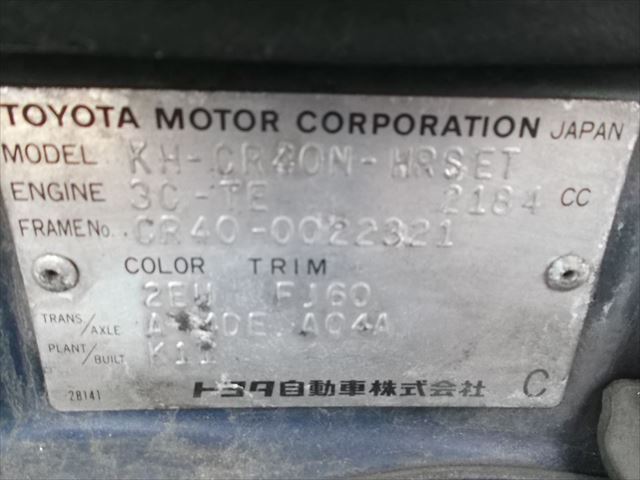 TOYOTA MOTOR CORPORATION JAPAN
MODEL KH-CR40N-HRSET
ENGINE 3C-TE 2184 CC
FRAME No. CR40-0022321
COLOR TRIM
2EW FJ60
TRANS/AXLE A04A
PLANT/BUILT K11
28141 トヨタ自動車株式会社 C